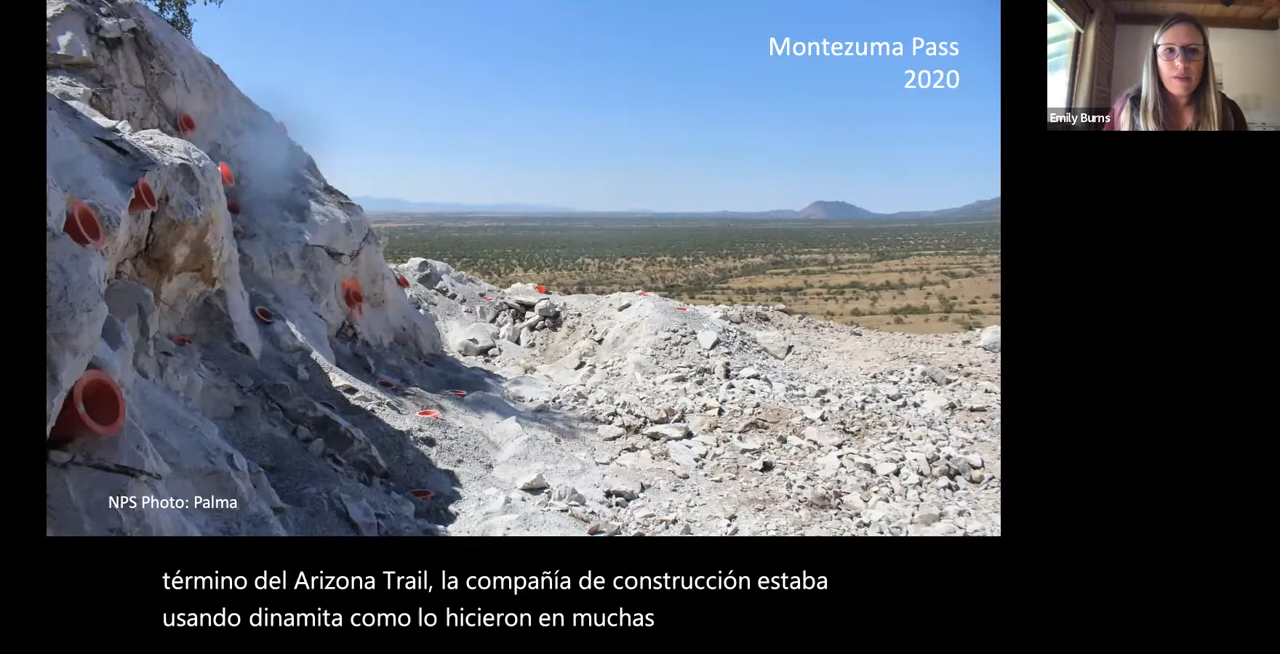 Montezuma Pass
2020
Emily Burns
NPS Photo: Palma
término del Arizona Trail, la compañía de construcción estaba
usando dinamita como lo hicieron en muchas